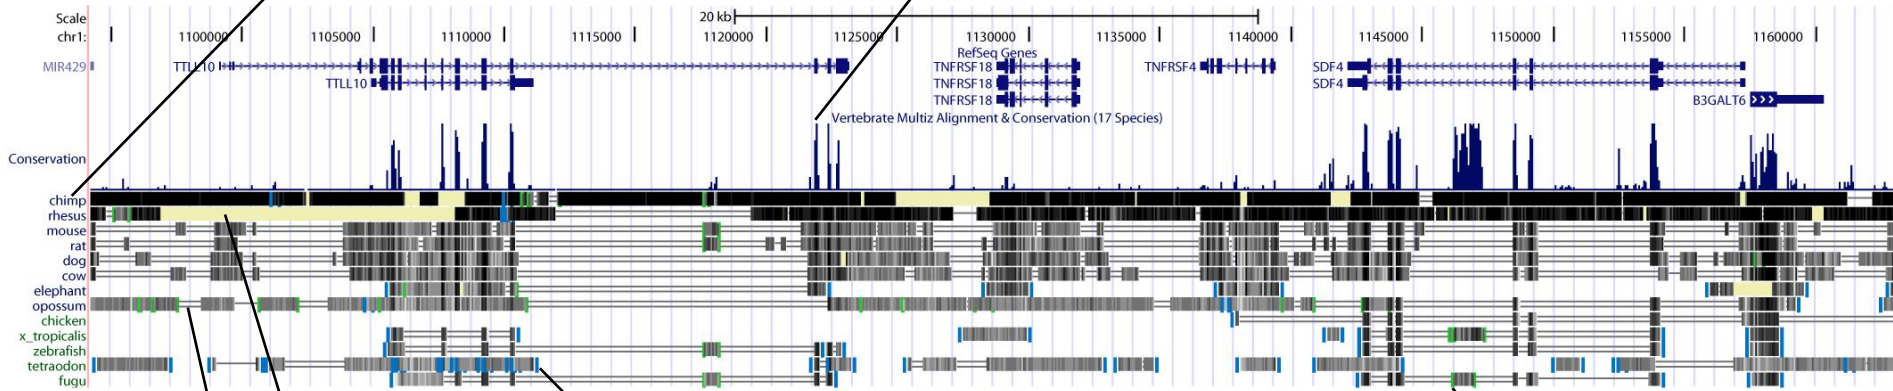 Scale 20 kb
chr1: 1100000 1105000 1110000 1115000 1120000 1125000 1130000 1135000 1140000 1145000 1150000 1155000 1160000
RefSeq Genes
MIR429 TTLL10 TNFRSF18 TNFRSF4 SDF4
TTLL10 TNFRSF18 SDF4
TNFRSF18 B3GALT6
Vertebrate Multiz Alignment & Conservation (17 Species)
Conservation
chimp
rhesus
mouse
rat
dog
cow
elephant
opossum
chicken
x_tropicalis
zebrafish
tetraodon
fugu